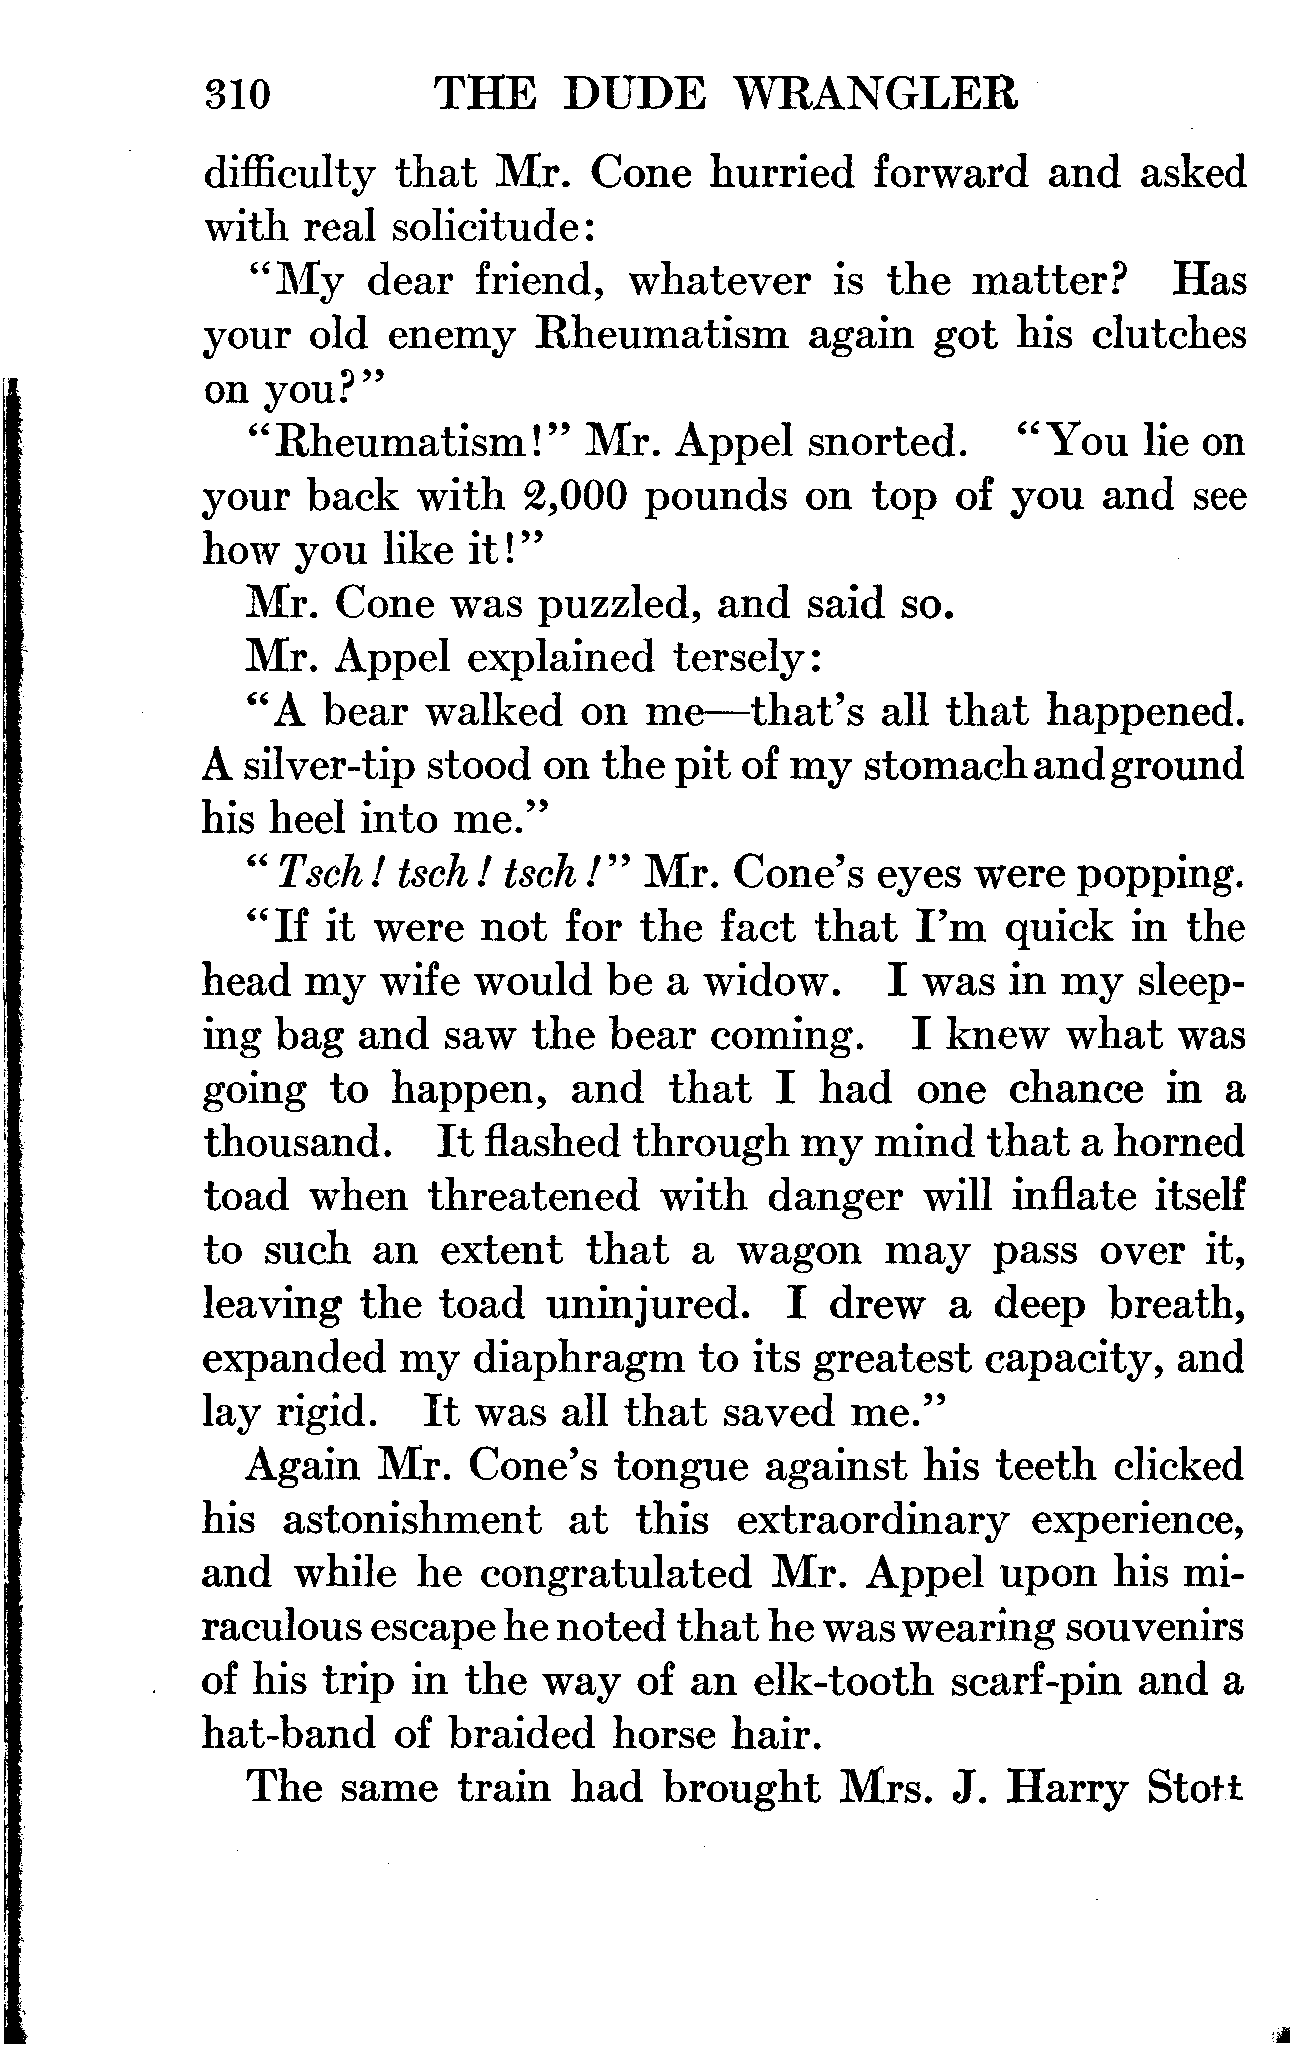 310 THE DUDE WRANGLER
difficulty that Mr. Cone hurried forward and asked
with real solicitude:
“My dear friend, whatever is the matter? Has
your old enemy Rheumatism again got his clutches
on you?”
“Rheumatism!” Mr. Appel snorted. “You lie on
your back with 2,000 pounds on top of you and see
how you like it!”
Mr. Cone was puzzled, and said so.
Mr. Appel explained tersely:
“A bear walked on me—that’s all that happened.
A silver-tip stood on the pit of my stomach and ground
his heel into me.”
“Tsch! tsch! tsch!” Mr. Cone’s eyes were popping.
“If it were not for the fact that I’m quick in the
head my wife would be a widow. I was in my sleep-
ing bag and saw the bear coming. I knew what was
going to happen, and that I had one chance in a
thousand. It flashed through my mind that a horned
toad when threatened with danger will inflate itself
to such an extent that a wagon may pass over it,
leaving the toad uninjured. I drew a deep breath,
expanded my diaphragm to its greatest capacity, and
lay rigid. It was all that saved me.”
Again Mr. Cone’s tongue against his teeth clicked
his astonishment at this extraordinary experience,
and while he congratulated Mr. Appel upon his mi-
raculous escape he noted that he was wearing souvenirs
of his trip in the way of an elk-tooth scarf-pin and a
hat-band of braided horse hair.
The same train had brought Mrs. J. Harry Stott